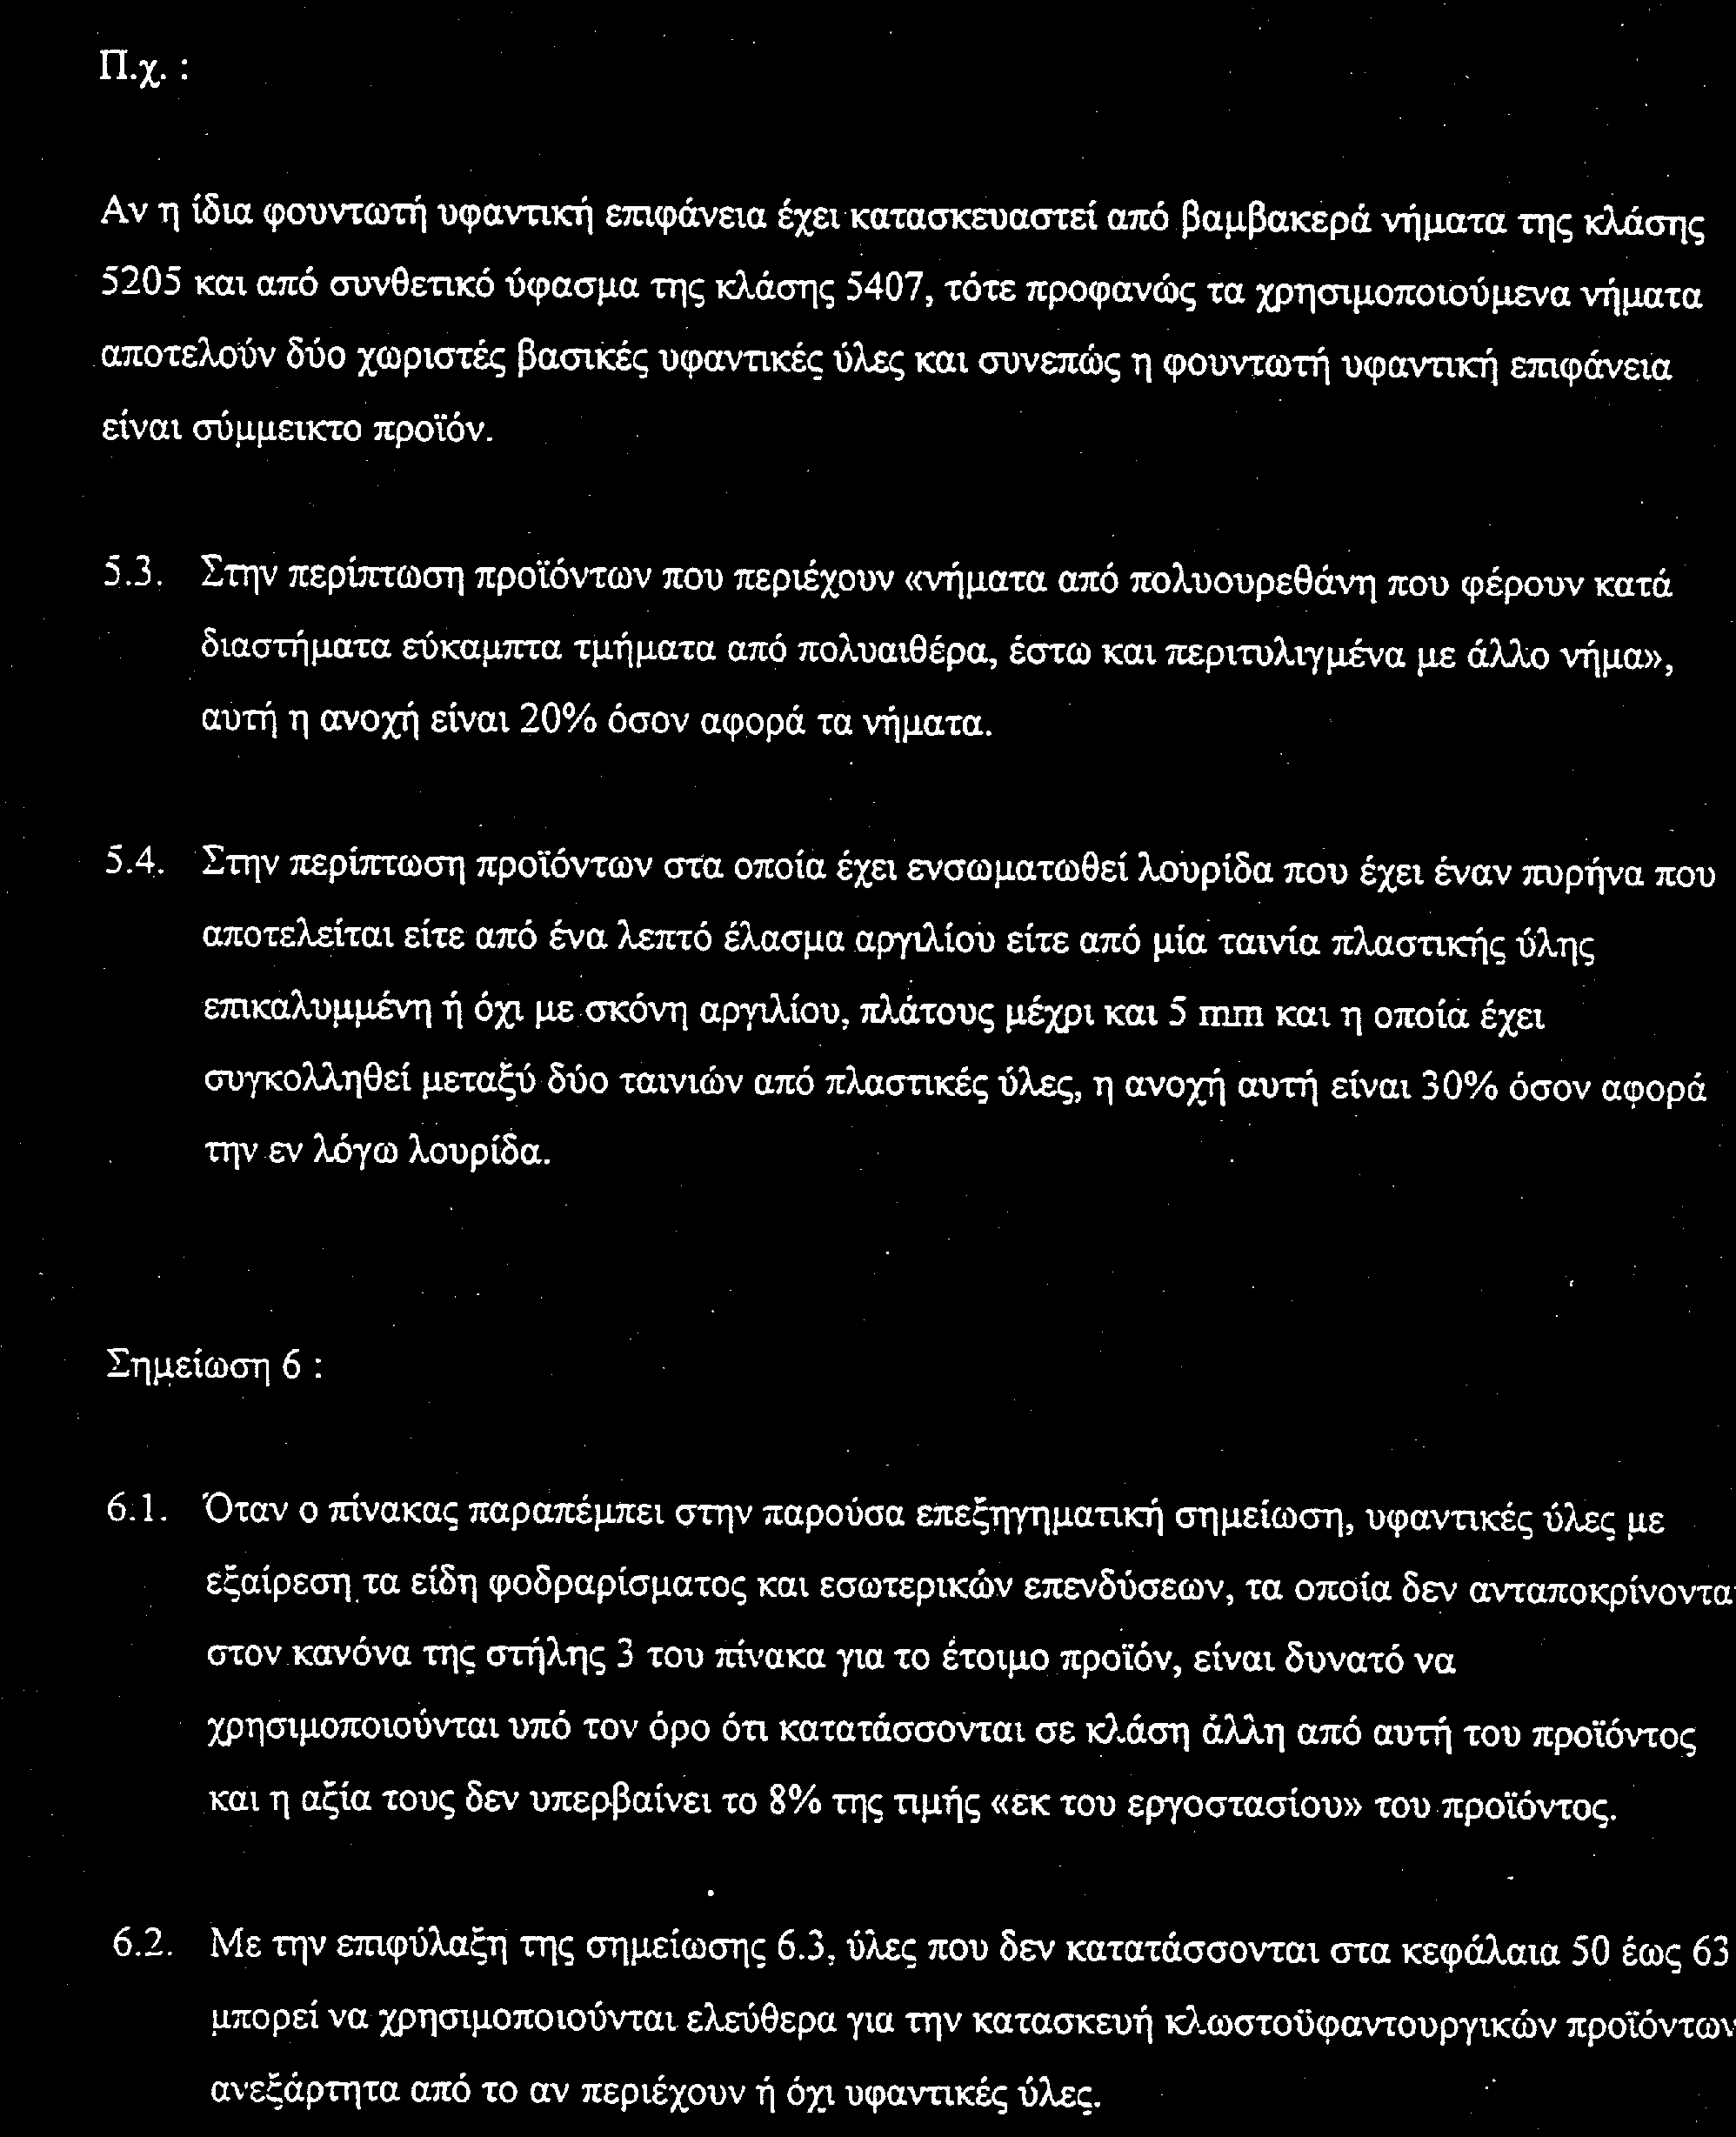 Π.χ. :
Αν η ίδια φουντωτή υφαντική επιφάνεια έχει κατασκευαστεί από βαμβακερά νήματα της κλάσης
5205 και από συνθετικό ύφασμα της κλάσης 5407, τότε προφανώς τα χρησιμοποιούμενα νήματα
αποτελούν δύο χωριστές βασικές υφαντικές ύλες και συνεπώς η φουντωτή υφαντική επιφάνεια
είναι σύμμεικτο προϊόν.
5.3. Στην περίπτωση προϊόντων που περιέχουν «νήματα από πολυουρεθάνη που φέρουν κατά
διαστήματα εύκαμπτα τμήματα από πολυαιθέρα, έστω και περιτυλιγμένα με άλλο νήμα»,
αυτή η ανοχή είναι 20% όσον αφορά τα νήματα.
5.4. Στην περίπτωση προϊόντων στα οποία έχει ενσωματωθεί λουρίδα που έχει έναν πυρήνα που
αποτελείται είτε από ένα λεπτό έλασμα αργιλίου είτε από μία ταινία πλαστικής ύλης
επικαλυμμένη ή όχι με σκόνη αργιλίου, πλάτους μέχρι και 5 mm και η οποία έχει
συγκολληθεί μεταξύ δύο ταινιών από πλαστικές ύλες, η ανοχή αυτή είναι 30% όσον αφορά
την εν λόγω λουρίδα.
Σημείωση 6 :
6.1. Όταν ο πίνακας παραπέμπει στην παρούσα επεξηγηματική σημείωση, υφαντικές ύλες με
εξαίρεση τα είδη φοδραρίσματος και εσωτερικών επενδύσεων, τα οποία δεν ανταποκρίνονται
στον κανόνα της στήλης 3 του πίνακα για το έτοιμο προϊόν, είναι δυνατό να
χρησιμοποιούνται υπό τον όρο ότι κατατάσσονται σε κλάση άλλη από αυτή του προϊόντος
και η αξία τους δεν υπερβαίνει το 8% της τιμής «εκ του εργοστασίου» του προϊόντος.
6.2. Με την επιφύλαξη της σημείωσης 6.3, ύλες που δεν κατατάσσονται στα κεφάλαια 50 έως 63
μπορεί να χρησιμοποιούνται ελεύθερα για την κατασκευή κλωστοϋφαντουργικών προϊόντων
ανεξάρτητα από το αν περιέχουν ή όχι υφαντικές ύλες.